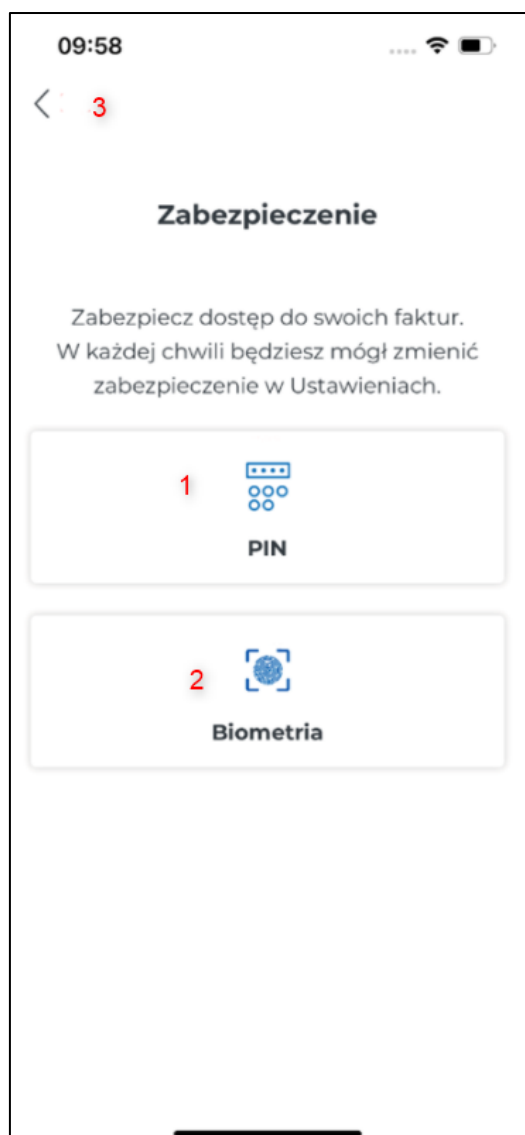 09:58
3
Zabezpieczenie
Zabezpiecz dostęp do swoich faktur.
W każdej chwili będziesz mógł zmienić
zabezpieczenie w Ustawieniach.
1
PIN
2
Biometria